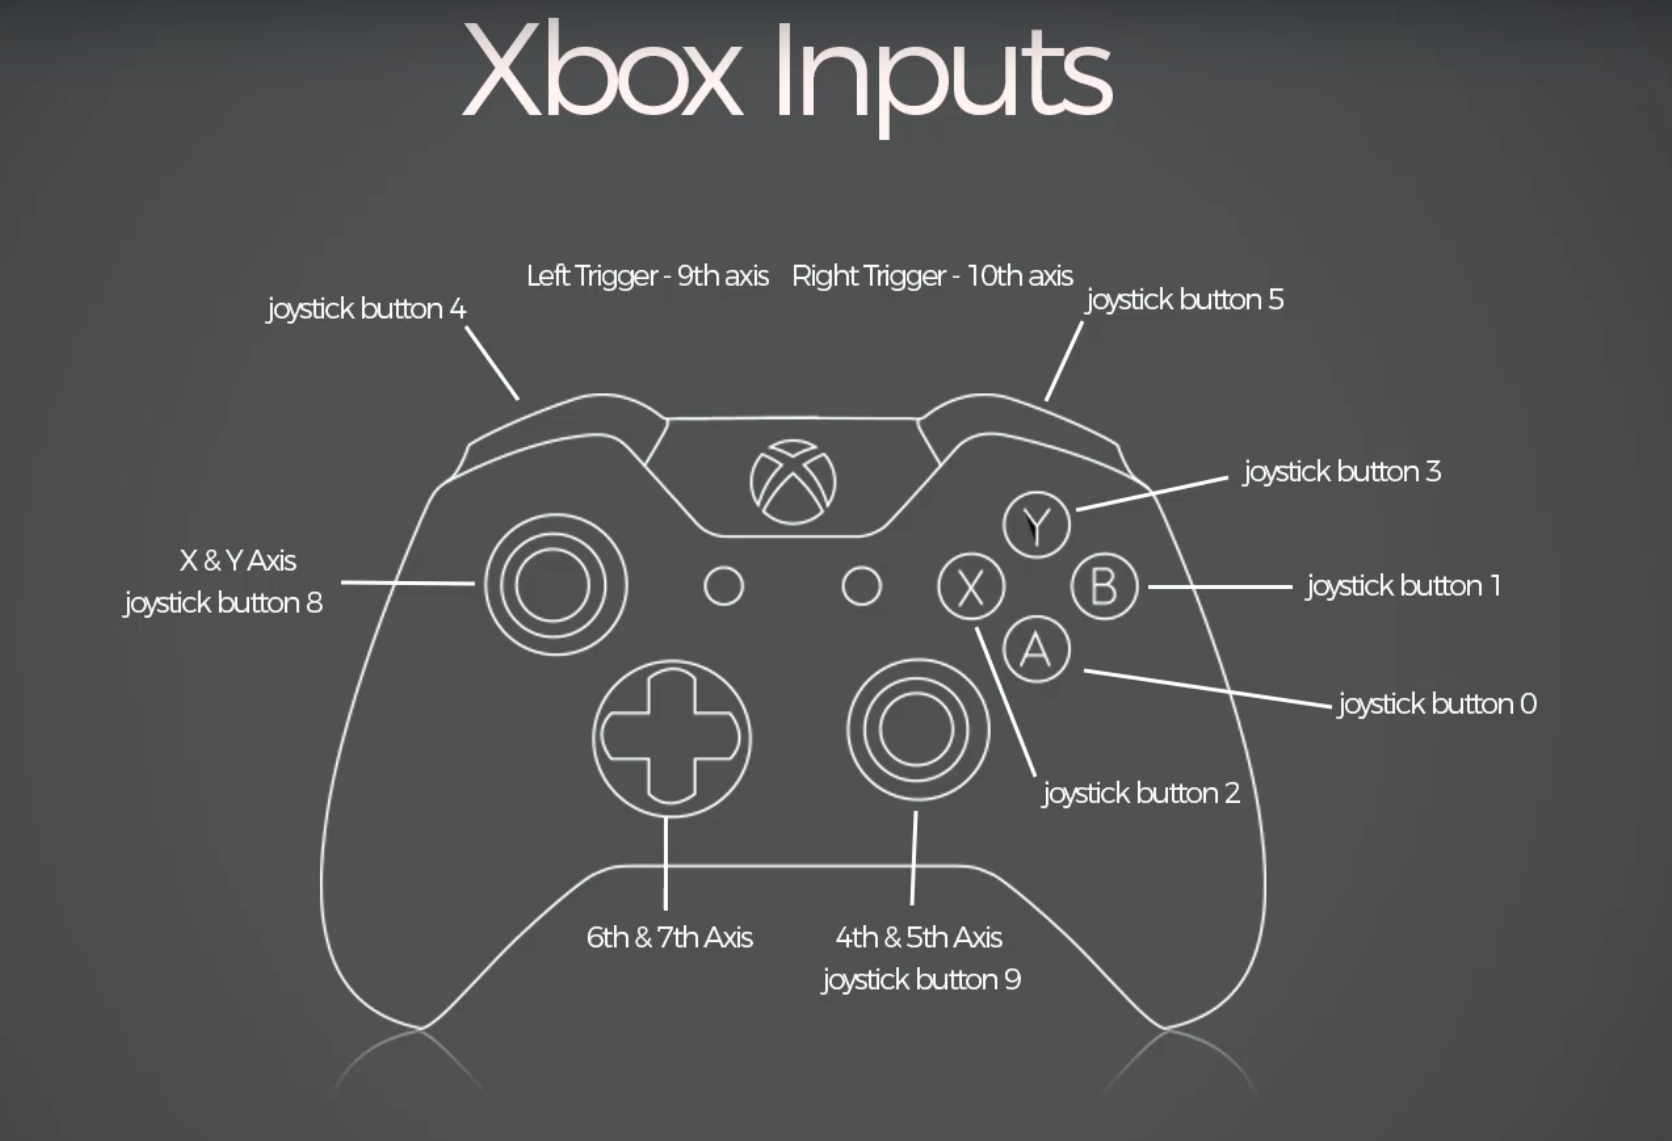 Xbox Inputs
Left Trigger - 9th axis
Right Trigger - 10th axis
joystick button 4
joystick button 5
joystick button 3
Y
X & Y Axis
joystick button 8
X
B
joystick button 1
A
joystick button 0
joystick button 2
6th & 7th Axis
4th & 5th Axis
joystick button 9